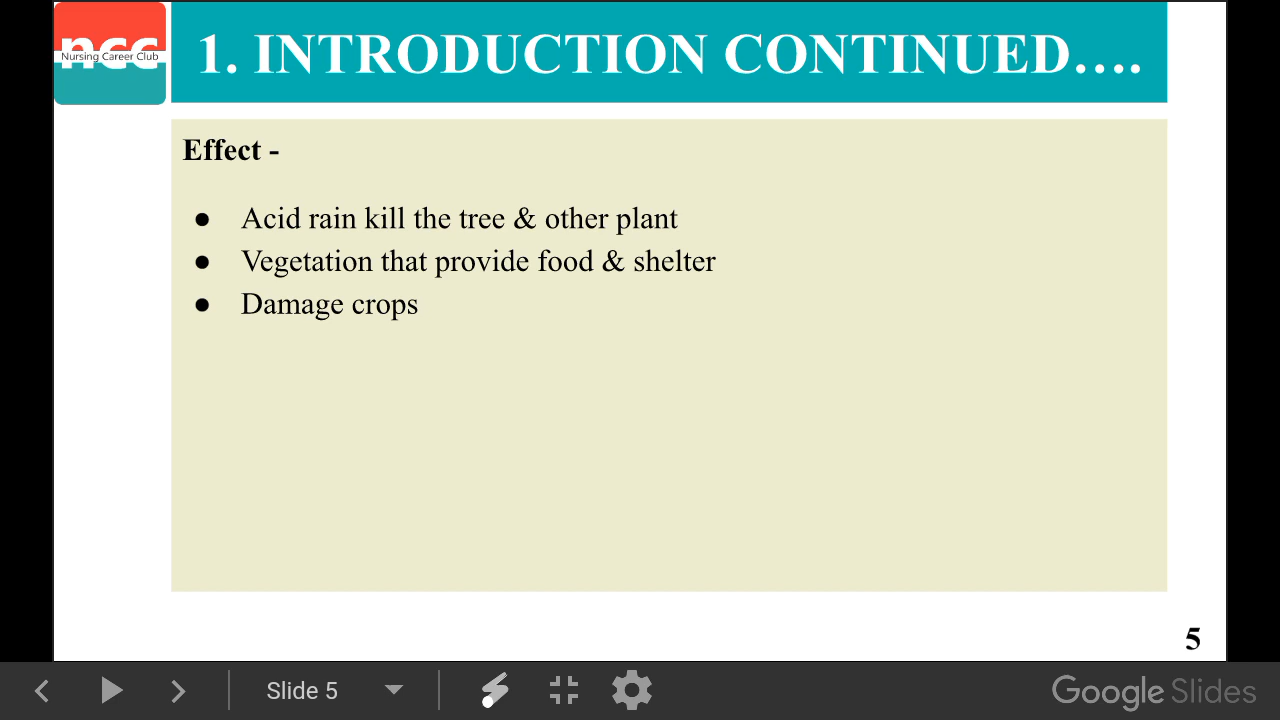 ncc
Nursing Career Club
1. INTRODUCTION CONTINUED….
Effect -
● Acid rain kill the tree & other plant
● Vegetation that provide food & shelter
● Damage crops
5
Slide 5
Google Slides